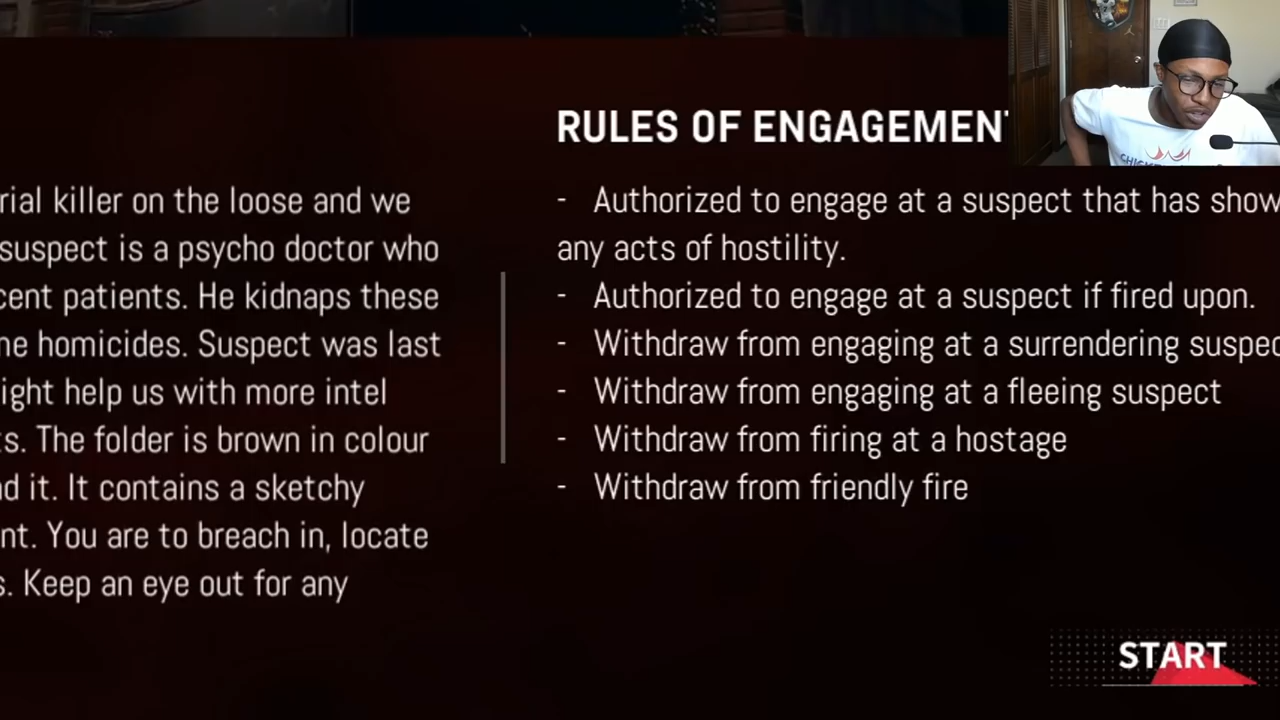 RULES OF ENGAGEMENT
rial killer on the loose and we
suspect is a psycho doctor who
cent patients. He kidnaps these
ne homicides. Suspect was last
ight help us with more intel
ts. The folder is brown in colour
nd it. It contains a sketchy
nt. You are to breach in, locate
s. Keep an eye out for any
- Authorized to engage at a suspect that has show
any acts of hostility.
- Authorized to engage at a suspect if fired upon.
- Withdraw from engaging at a surrendering suspec
- Withdraw from engaging at a fleeing suspect
- Withdraw from firing at a hostage
- Withdraw from friendly fire
START